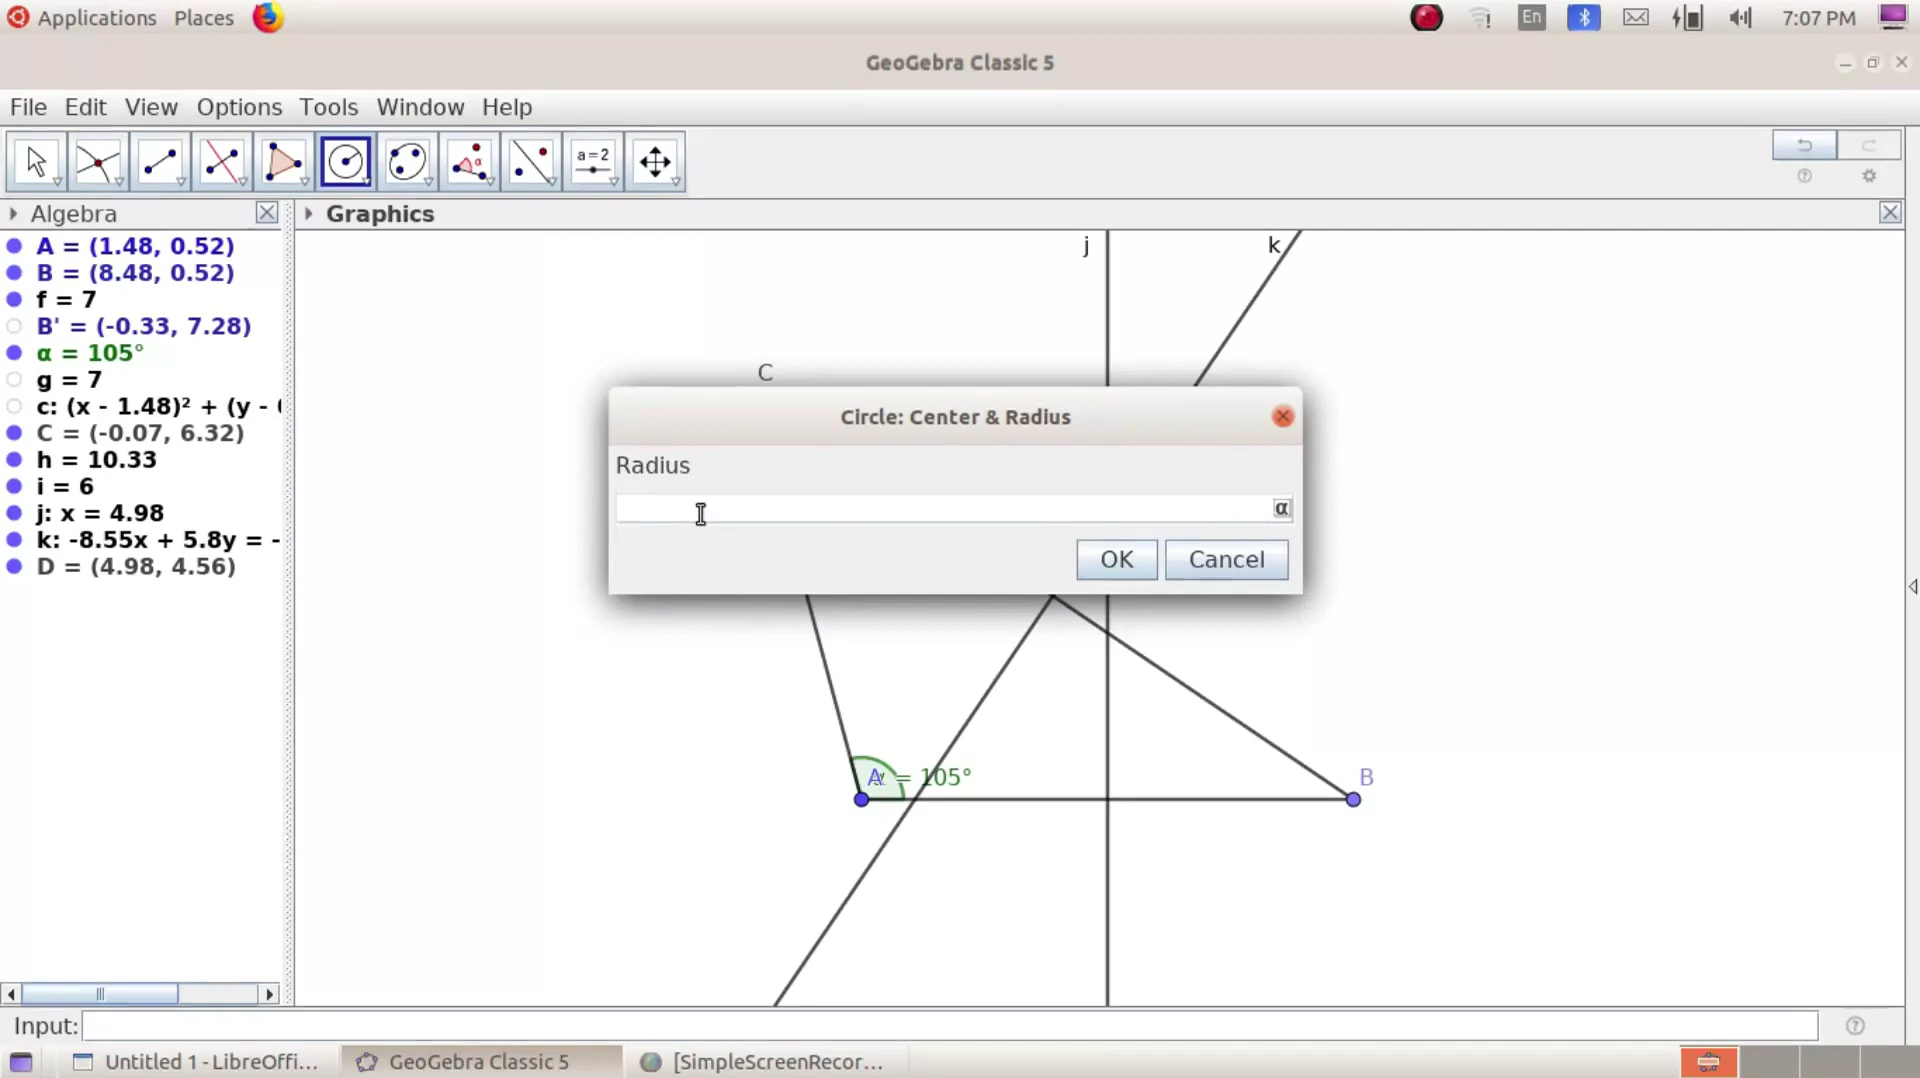 Applications Places En 7:07 PM
GeoGebra Classic 5
File Edit View Options Tools Window Help
α a=2
Algebra Graphics
A = (1.48, 0.52)
B = (8.48, 0.52)
f = 7
B' = (-0.33, 7.28)
α = 105°
g = 7
c: (x - 1.48)² + (y -
C = (-0.07, 6.32)
h = 10.33
i = 6
j: x = 4.98
k: -8.55x + 5.8y = -
D = (4.98, 4.56)
j k
C
Circle: Center & Radius
Radius
α
OK Cancel
A = 105° B
Input:
Untitled 1 - LibreOffi... GeoGebra Classic 5 [SimpleScreenRecor...